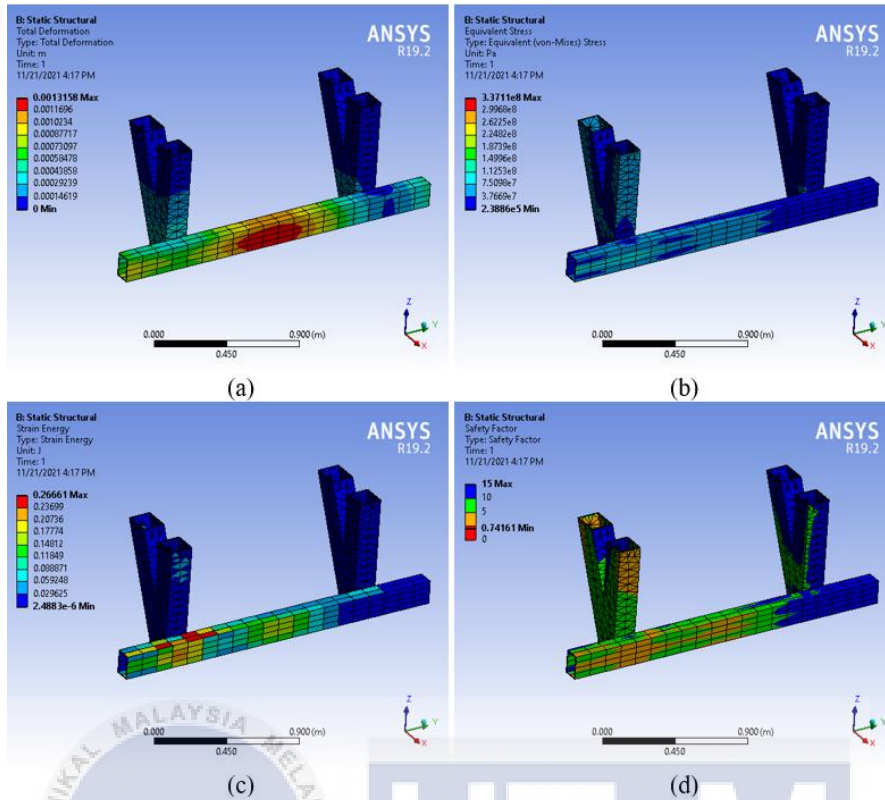 B: Static Structural
Total Deformation
Type: Total Deformation
Unit: m
Time: 1
11/21/2021 4:17 PM
0.0013158 Max
0.0011696
0.0010234
0.00087717
0.00073097
0.00058478
0.00043858
0.00029239
0.00014619
0 Min
ANSYS
R19.2
Z
Y
X
0.000
0.900 (m)
0.450
(a)
B: Static Structural
Equivalent Stress
Type: Equivalent (von-Mises) Stress
Unit: Pa
Time: 1
11/21/2021 4:17 PM
3.3711e8 Max
2.9968e8
2.6225e8
2.2482e8
1.8739e8
1.4996e8
1.1253e8
7.5098e7
3.7669e7
2.3886e5 Min
ANSYS
R19.2
Z
Y
X
0.000
0.900 (m)
0.450
(b)
B: Static Structural
Strain Energy
Type: Strain Energy
Unit: J
Time: 1
11/21/2021 4:17 PM
0.26661 Max
0.23699
0.20736
0.17774
0.14812
0.11849
0.088871
0.059248
0.029625
2.4883e-6 Min
ANSYS
R19.2
Z
Y
X
0.000
0.900 (m)
0.450
(c)
B: Static Structural
Safety Factor
Type: Safety Factor
Time: 1
11/21/2021 4:17 PM
15 Max
10
5
0.74161 Min
0
ANSYS
R19.2
Z
Y
X
0.000
0.900 (m)
0.450
(d)
MALAYSIA